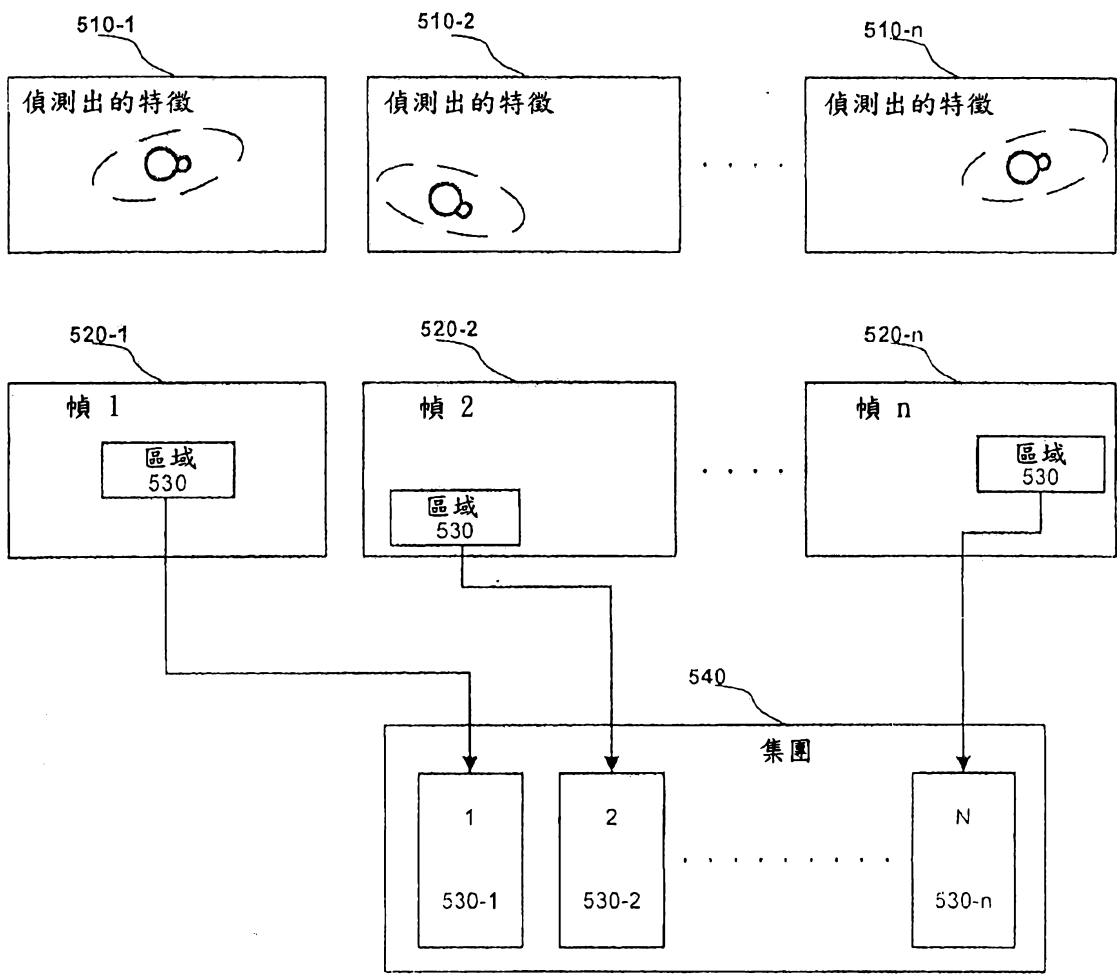 510-1
510-2
510-n
偵測出的特徵
偵測出的特徵
偵測出的特徵
520-1
520-2
520-n
幀 1
幀 2
幀 n
區域
530
區域
530
區域
530
540
集團
1
2
N
530-1
530-2
530-n